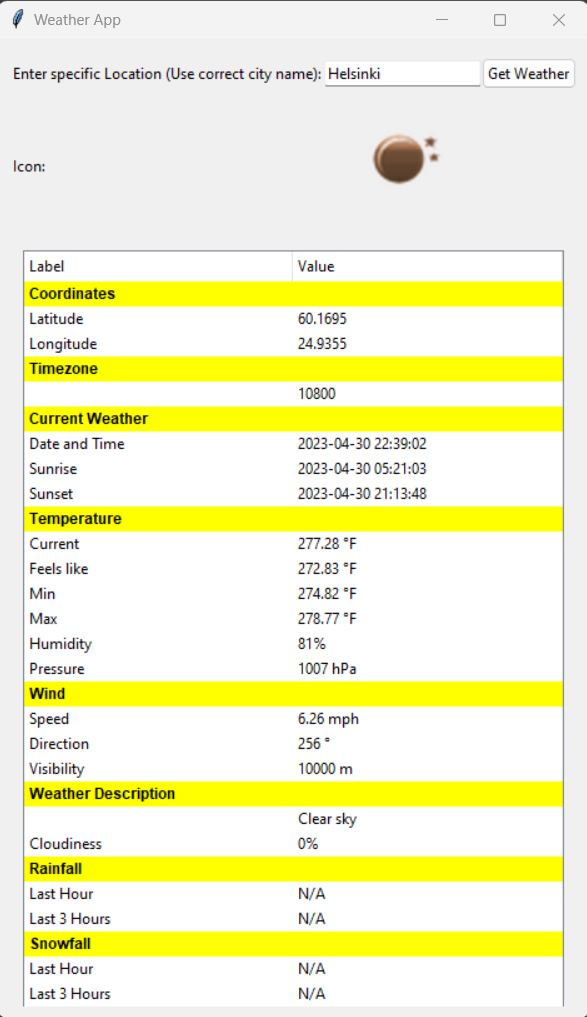 Weather App
Enter specific Location (Use correct city name): Helsinki Get Weather
Icon:
Label Value
Coordinates
Latitude 60.1695
Longitude 24.9355
Timezone
10800
Current Weather
Date and Time 2023-04-30 22:39:02
Sunrise 2023-04-30 05:21:03
Sunset 2023-04-30 21:13:48
Temperature
Current 277.28 °F
Feels like 272.83 °F
Min 274.82 °F
Max 278.77 °F
Humidity 81%
Pressure 1007 hPa
Wind
Speed 6.26 mph
Direction 256 °
Visibility 10000 m
Weather Description
Clear sky
Cloudiness 0%
Rainfall
Last Hour N/A
Last 3 Hours N/A
Snowfall
Last Hour N/A
Last 3 Hours N/A